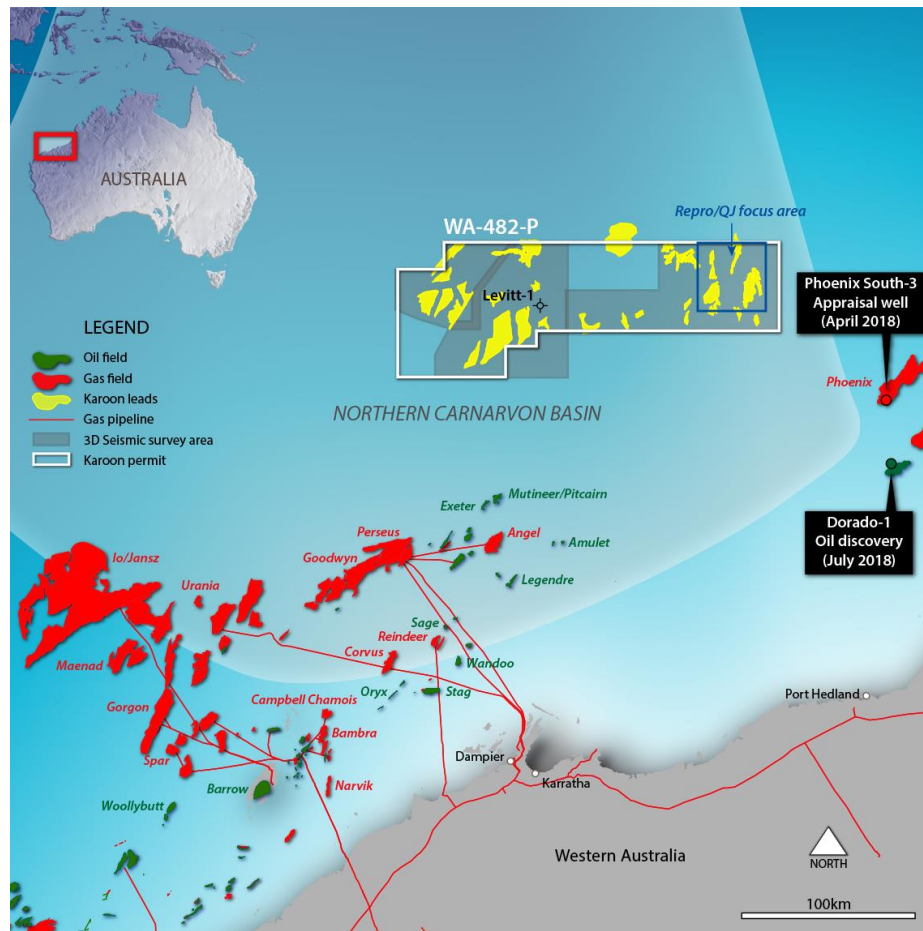 AUSTRALIA
WA-482-P
Repro/QJ focus area
Levitt-1
Phoenix South-3
Appraisal well
(April 2018)
Phoenix
LEGEND
Oil field
Gas field
Karoon leads
Gas pipeline
3D Seismic survey area
Karoon permit
NORTHERN CARNARVON BASIN
Dorado-1
Oil discovery
(July 2018)
Mutineer/Pitcairn
Exeter
Perseus
Angel
Amulet
Goodwyn
Legendre
Io/Jansz
Urania
Sage
Reindeer
Corvus
Wandoo
Maenad
Oryx
Stag
Gorgon
Campbell Chamois
Bambra
Port Hedland
Spar
Dampier
Karratha
Narvik
Barrow
Woollybutt
Western Australia
NORTH
100km